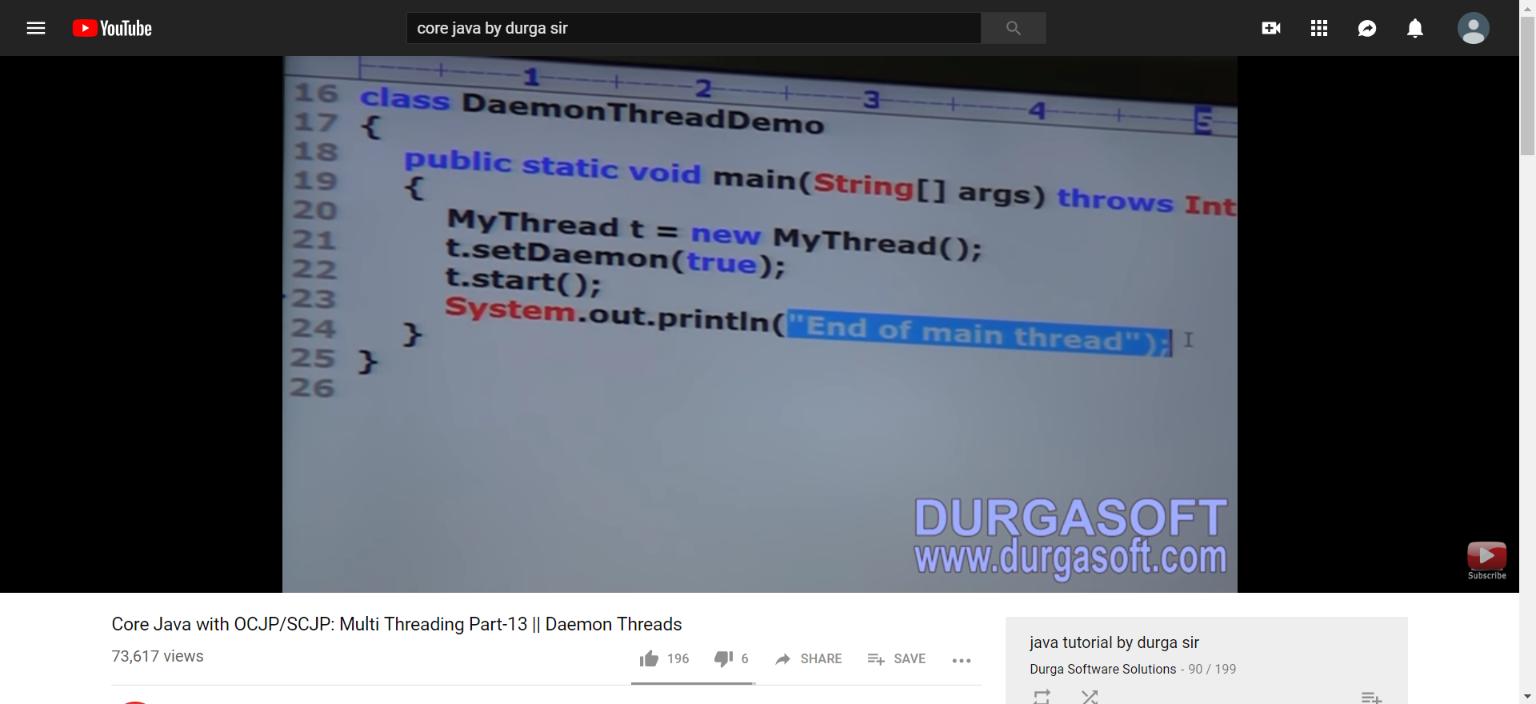 YouTube
core java by durga sir
1 2 3 4 5
16 class DaemonThreadDemo
17 {
18 public static void main(String[] args) throws Int
19 {
20 MyThread t = new MyThread();
21 t.setDaemon(true);
22 t.start();
23 System.out.println("End of main thread");
24 }
25 }
26
DURGASOFT
www.durgasoft.com
Subscribe
Core Java with OCJP/SCJP: Multi Threading Part-13 || Daemon Threads
73,617 views
196 6 SHARE SAVE
java tutorial by durga sir
Durga Software Solutions - 90 / 199